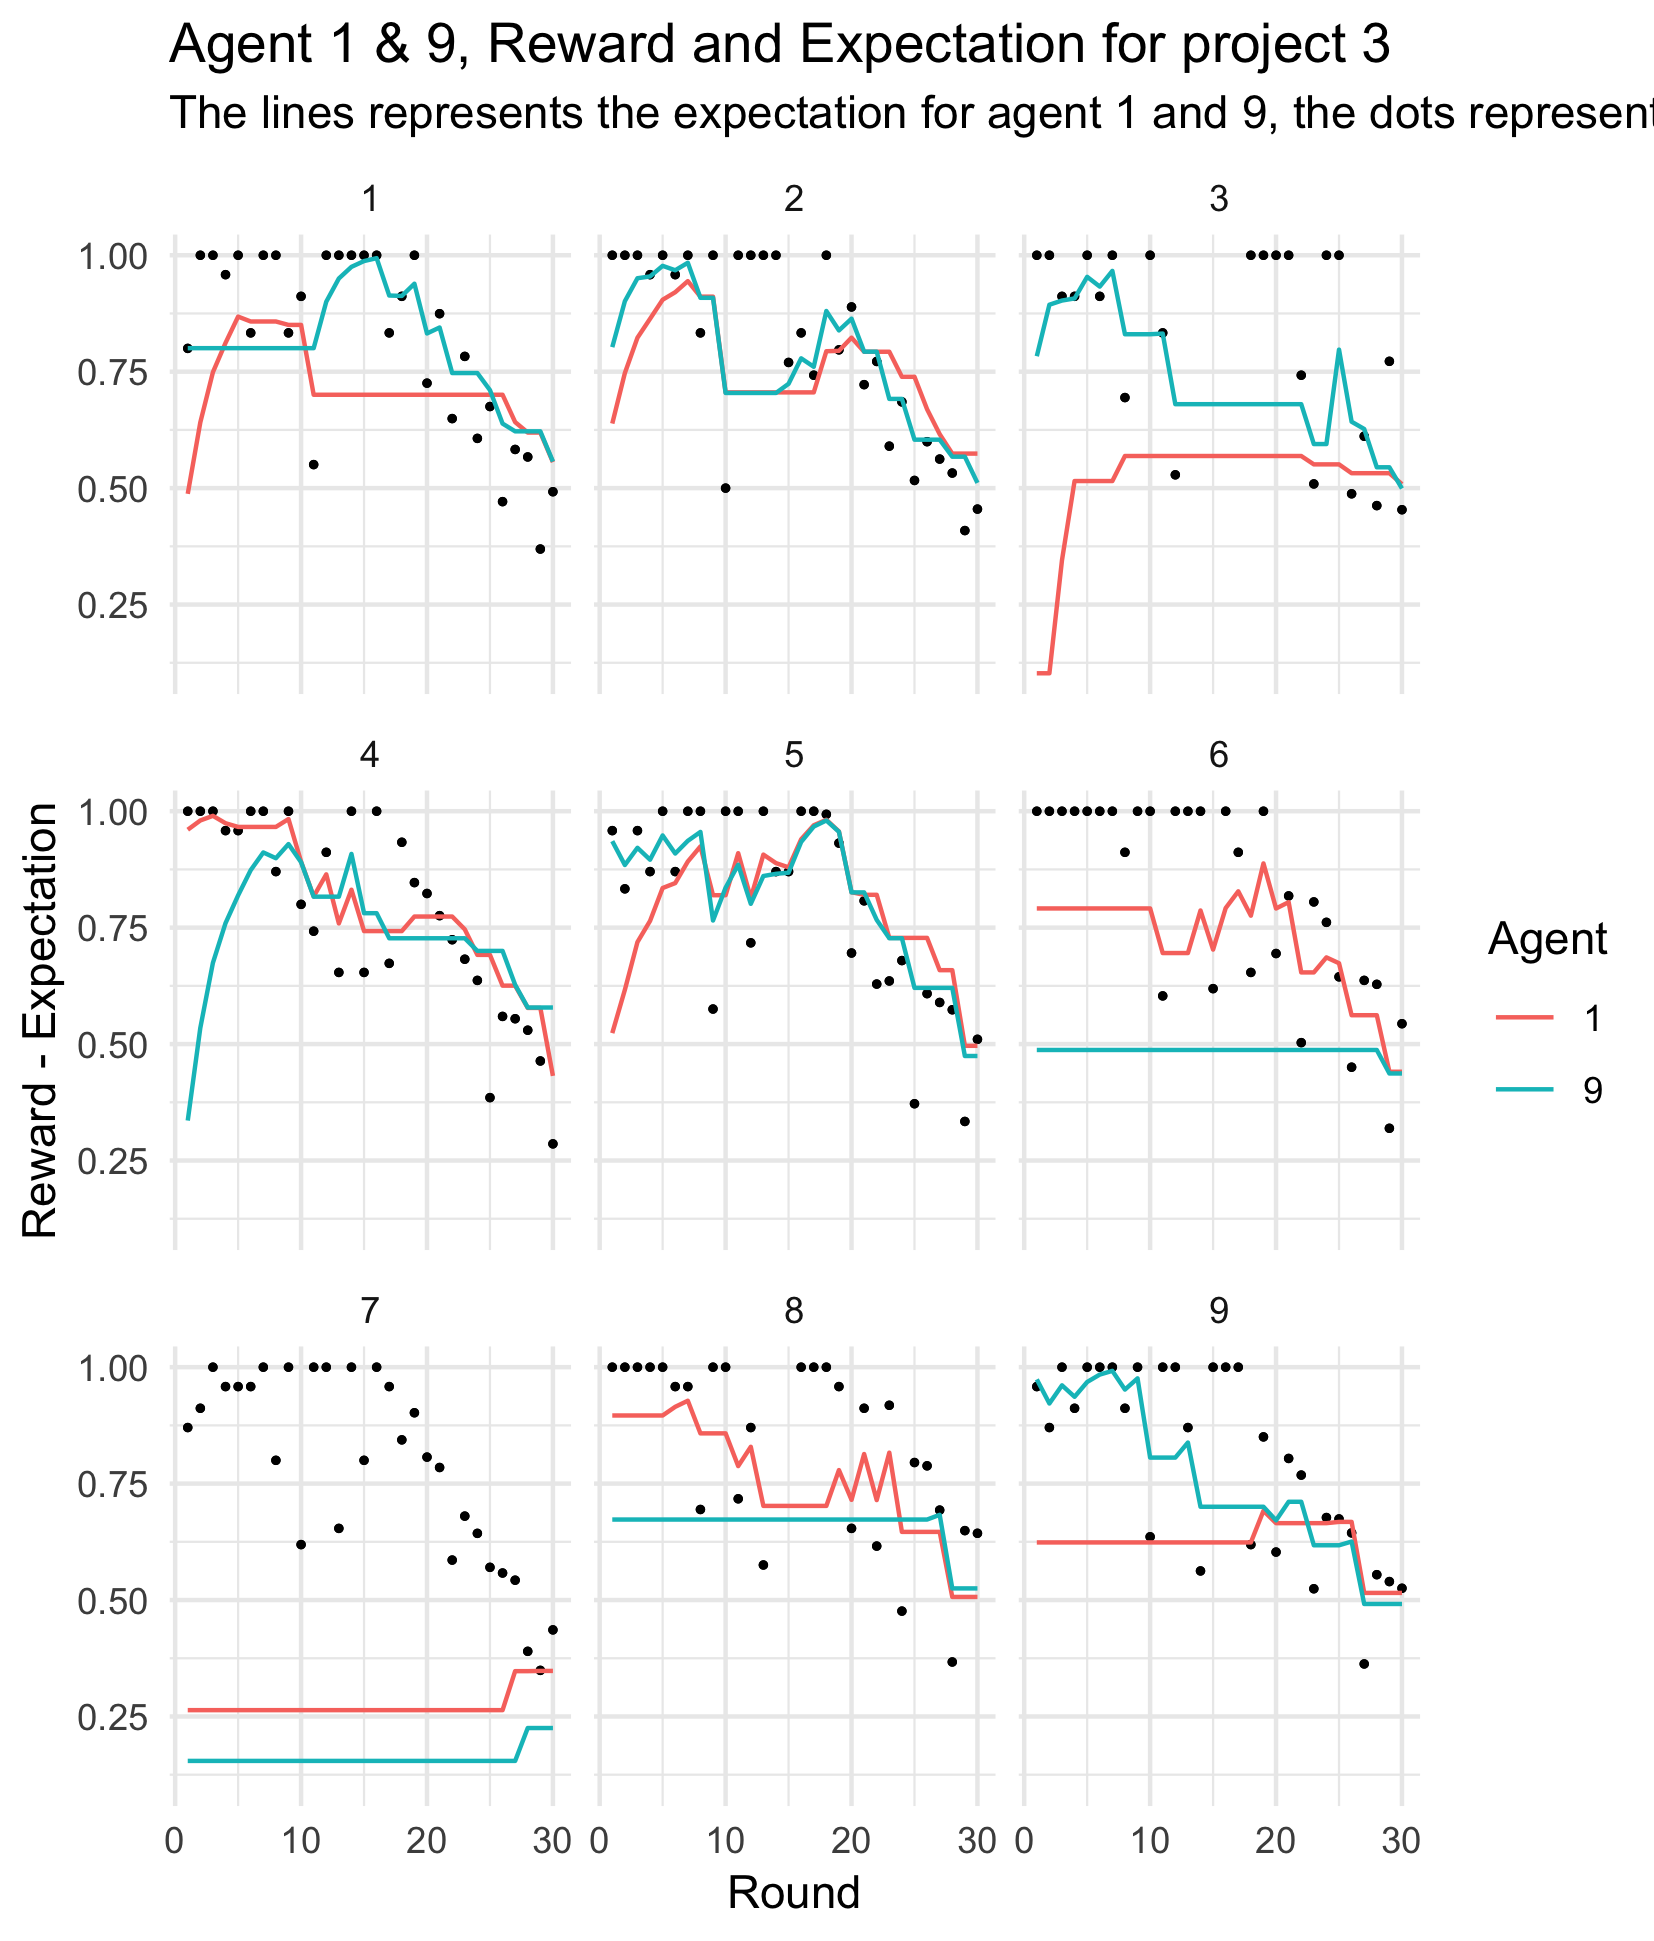 Agent 1 & 9, Reward and Expectation for project 3
The lines represents the expectation for agent 1 and 9, the dots represent
1
2
3
1.00
0.75
0.50
0.25
4
5
6
1.00
0.75
0.50
0.25
7
8
9
1.00
0.75
0.50
0.25
0 10 20 30
0 10 20 30
0 10 20 30
Round
Reward - Expectation
Agent
1
9